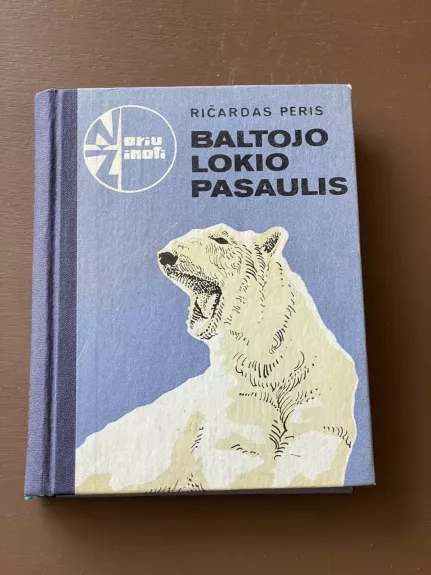 Noriu
Žinoti
RIČARDAS PERIS
BALTOJO
LOKIO
PASAULIS